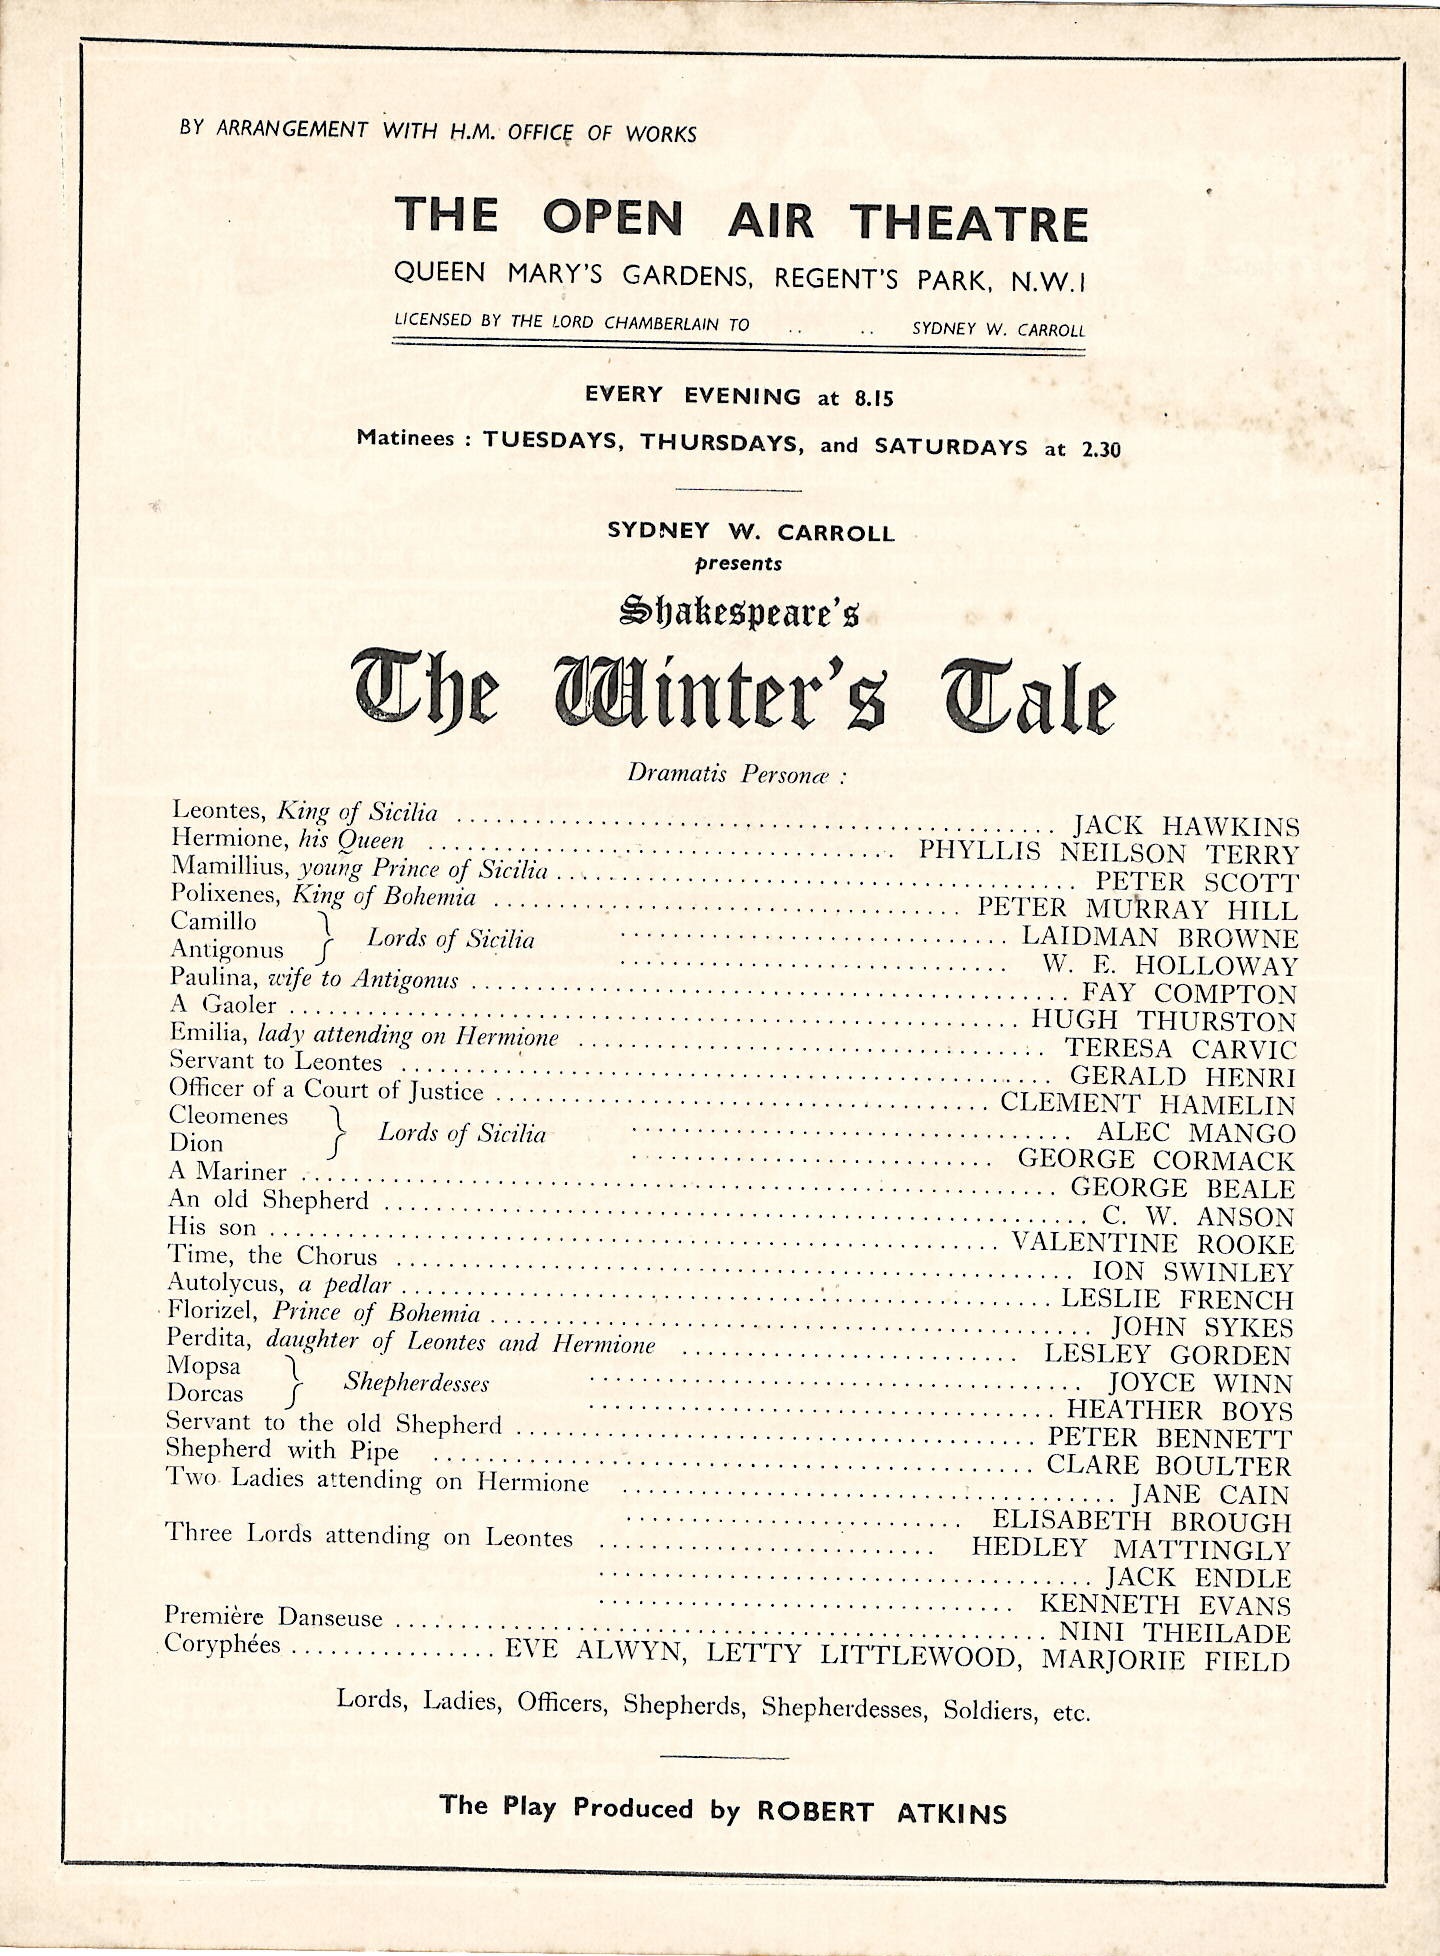 BY ARRANGEMENT WITH H.M. OFFICE OF WORKS
THE OPEN AIR THEATRE
QUEEN MARY'S GARDENS, REGENT'S PARK, N.W.1
LICENSED BY THE LORD CHAMBERLAIN TO .. .. SYDNEY W. CARROLL
EVERY EVENING at 8.15
Matinees : TUESDAYS, THURSDAYS, and SATURDAYS at 2.30
SYDNEY W. CARROLL
presents
Shakespeare's
The Winter's Tale
Dramatis Personæ :
Leontes, King of Sicilia ........ JACK HAWKINS
Hermione, his Queen ........ PHYLLIS NEILSON TERRY
Mamillius, young Prince of Sicilia ........ PETER SCOTT
Polixenes, King of Bohemia ........ PETER MURRAY HILL
Camillo } Lords of Sicilia ........ LAIDMAN BROWNE
Antigonus ........ W. E. HOLLOWAY
Paulina, wife to Antigonus ........ FAY COMPTON
A Gaoler ........ HUGH THURSTON
Emilia, lady attending on Hermione ........ TERESA CARVIC
Servant to Leontes ........ GERALD HENRI
Officer of a Court of Justice ........ CLEMENT HAMELIN
Cleomenes } Lords of Sicilia ........ ALEC MANGO
Dion ........ GEORGE CORMACK
A Mariner ........ GEORGE BEALE
An old Shepherd ........ C. W. ANSON
His son ........ VALENTINE ROOKE
Time, the Chorus ........ ION SWINLEY
Autolycus, a pedlar ........ LESLIE FRENCH
Florizel, Prince of Bohemia ........ JOHN SYKES
Perdita, daughter of Leontes and Hermione ........ LESLEY GORDEN
Mopsa } Shepherdesses ........ JOYCE WINN
Dorcas ........ HEATHER BOYS
Servant to the old Shepherd ........ PETER BENNETT
Shepherd with Pipe ........ CLARE BOULTER
Two Ladies attending on Hermione ........ JANE CAIN
........ ELISABETH BROUGH
Three Lords attending on Leontes ........ HEDLEY MATTINGLY
........ JACK ENDLE
........ KENNETH EVANS
Première Danseuse ........ NINI THEILADE
Coryphées ........ EVE ALWYN, LETTY LITTLEWOOD, MARJORIE FIELD
Lords, Ladies, Officers, Shepherds, Shepherdesses, Soldiers, etc.
The Play Produced by ROBERT ATKINS